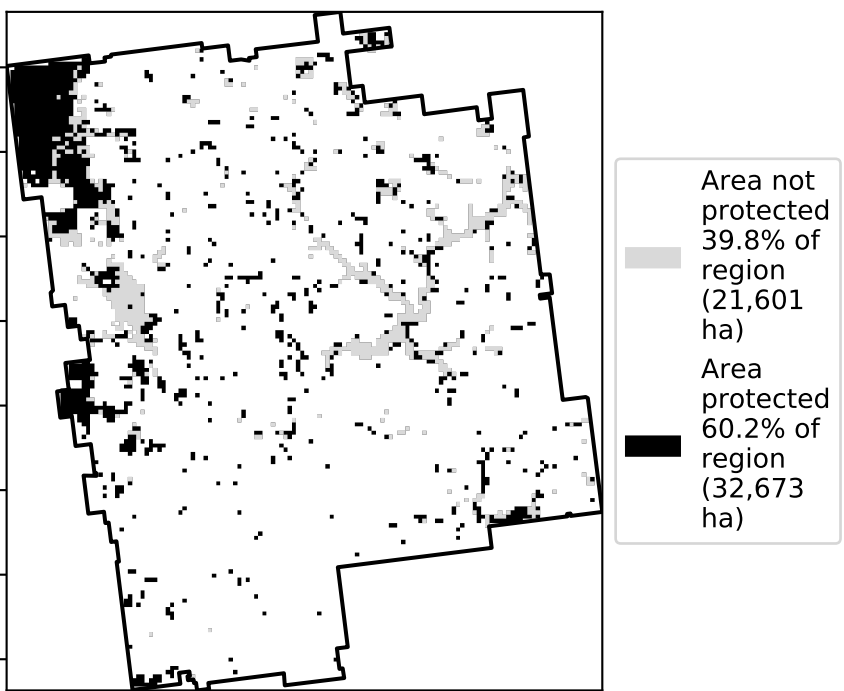 Area not
protected
39.8% of
region
(21,601
ha)
Area
protected
60.2% of
region
(32,673
ha)